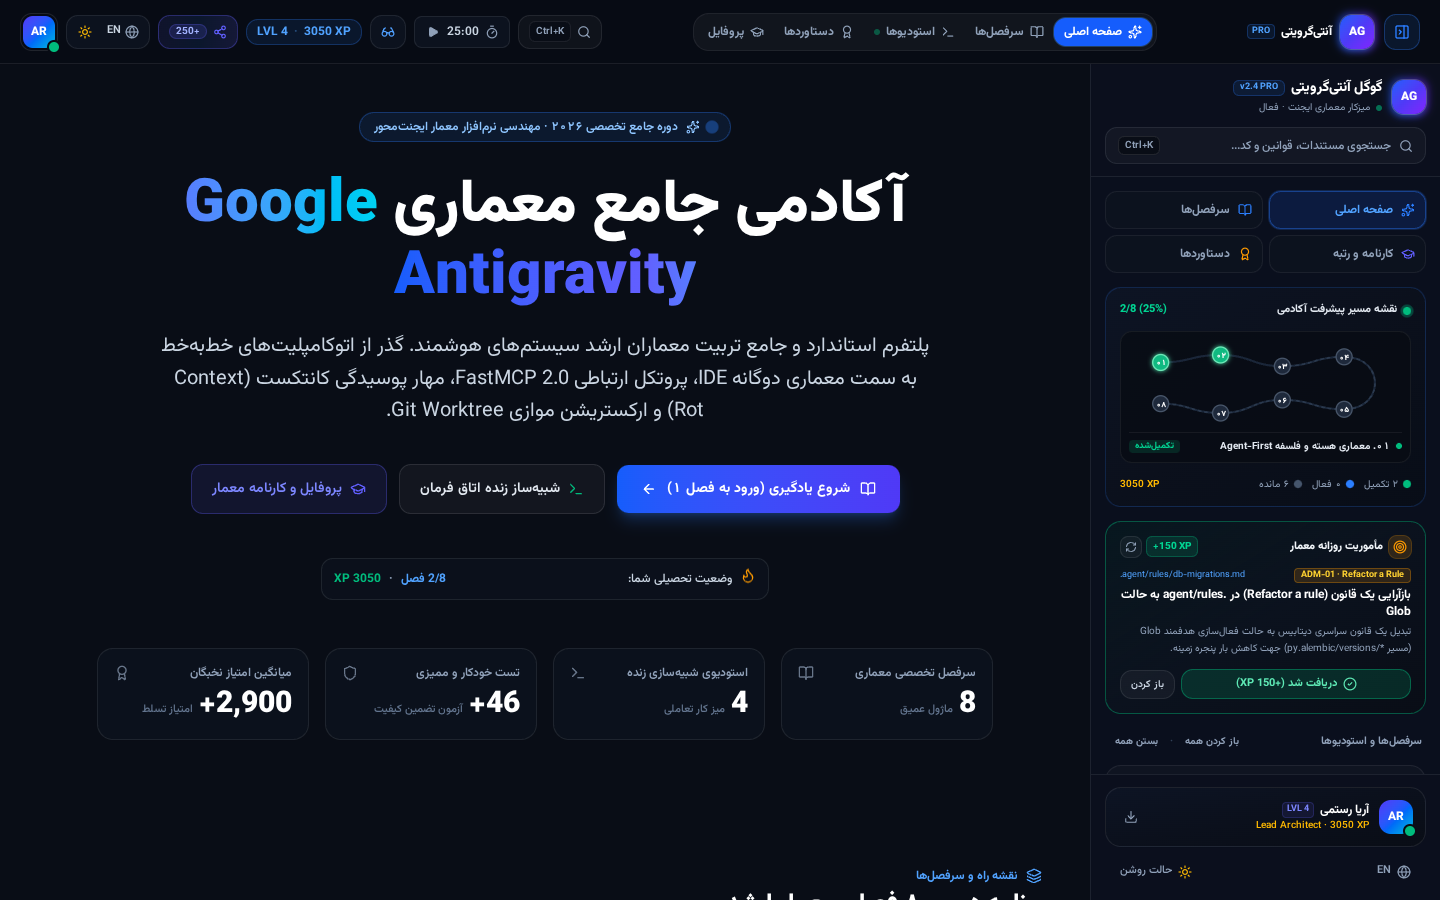 AG آنتی‌گرویتی PRO
صفحه اصلی سرفصل‌ها استودیوها دستاوردها پروفایل
Ctrl+K
25:00
LVL 4 · 3050 XP
250+
EN
AR
AG گوگل آنتی‌گرویتی v2.4 PRO
میزکار معماری ایجنت · فعال
جستجوی مستندات، قوانین و کد... Ctrl+K
صفحه اصلی سرفصل‌ها
کارنامه و رتبه دستاوردها
نقشه مسیر پیشرفت آکادمی 2/8 (25%)
۰۱ ۰۲ ۰۳ ۰۴
۰۸ ۰۷ ۰۶ ۰۵
۰۱. معماری هسته و فلسفه Agent-First تکمیل‌شده
۲ تکمیل ۰ فعال ۶ مانده 3050 XP
مأموریت روزانه معمار +150 XP
ADM-01 · Refactor a Rule .agent/rules/db-migrations.md
بازآرایی یک قانون (Refactor a rule) در .agent/rules به حالت
Glob
تبدیل یک قانون سراسری دیتابیس به حالت فعال‌سازی هدفمند Glob
(مسیر */py.alembic/versions) جهت کاهش بار پنجره زمینه.
دریافت شد (+150 XP) باز کردن
سرفصل‌ها و استودیوها باز کردن همه · بستن همه
AR آریا رستمی LVL 4
Lead Architect · 3050 XP
EN حالت روشن
دوره جامع تخصصی ۲۰۲۶ · مهندسی نرم‌افزار معمار ایجنت‌محور
آکادمی جامع معماری Google
Antigravity
پلتفرم استاندارد و جامع تربیت معماران ارشد سیستم‌های هوشمند. گذر از اتوکامپلیت‌های خط‌به‌خط
به سمت معماری دوگانه IDE، پروتکل ارتباطی FastMCP 2.0، مهار پوسیدگی کانتکست (Context
Rot) و ارکستریشن موازی Git Worktree.
شروع یادگیری (ورود به فصل ۱) شبیه‌ساز زنده اتاق فرمان پروفایل و کارنامه معمار
وضعیت تحصیلی شما: 2/8 فصل · 3050 XP
سرفصل تخصصی معماری
8 ماژول عمیق
استودیوی شبیه‌سازی زنده
4 میز کار تعاملی
تست خودکار و ممیزی
46+ آزمون تضمین کیفیت
میانگین امتیاز نخبگان
2,900+ امتیاز تسلط
نقشه راه و سرفصل‌ها